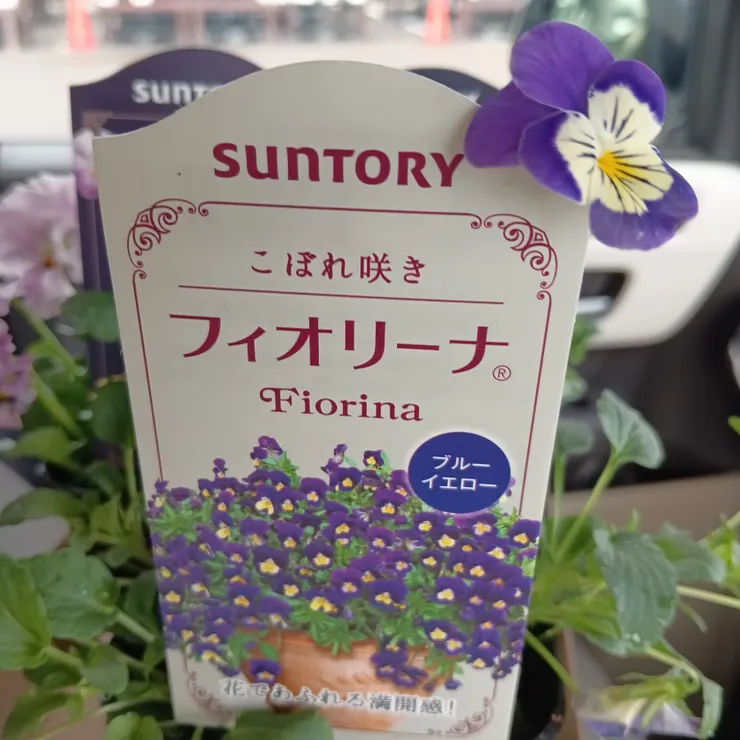 SUNTORY
SUNTORY
こぼれ咲き
フィオリーナ®
Fiorina
ブルー
イエロー
花であふれる満開感!